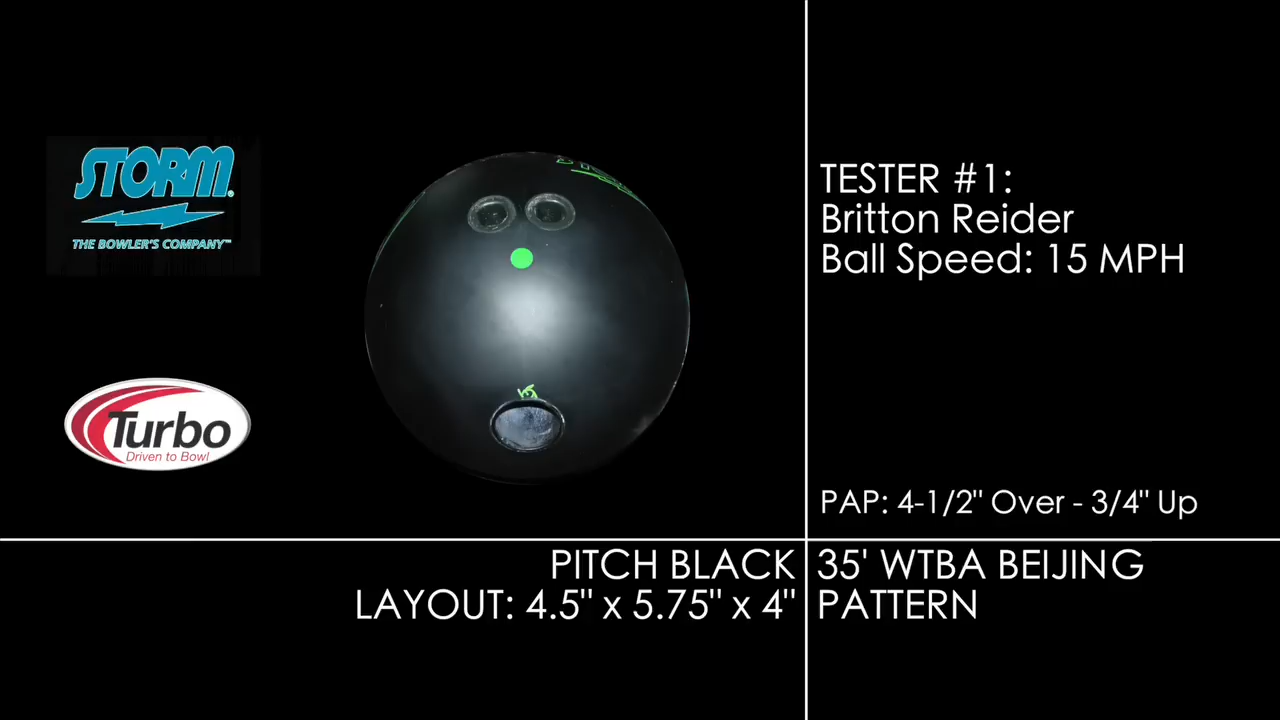 STORM®
THE BOWLER'S COMPANY™
Turbo
Driven to Bowl
TESTER #1:
Britton Reider
Ball Speed: 15 MPH
PAP: 4-1/2" Over - 3/4" Up
PITCH BLACK
LAYOUT: 4.5" x 5.75" x 4"
35' WTBA BEIJING
PATTERN